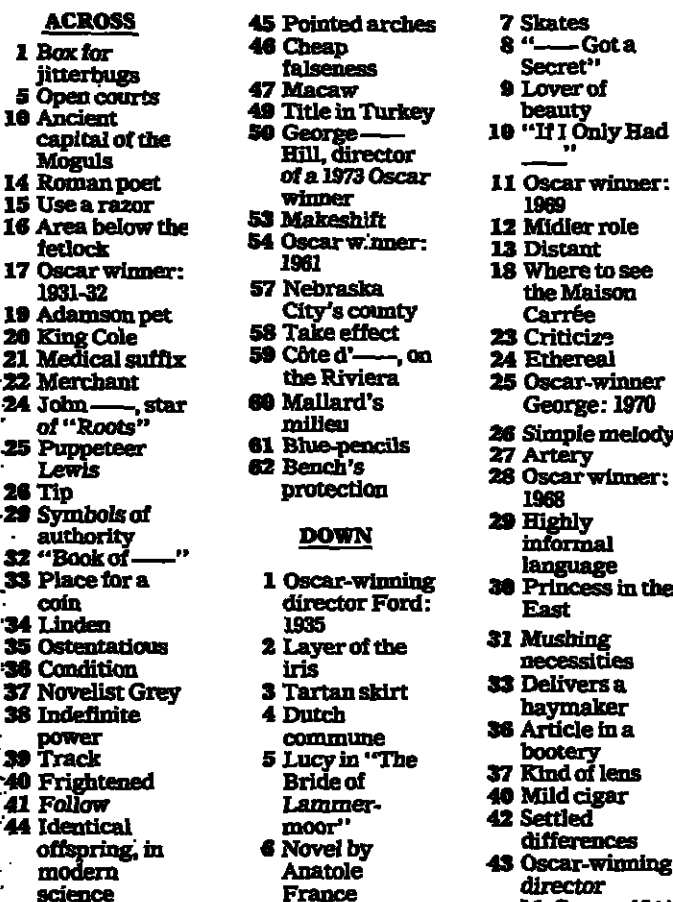 ACROSS
1 Box for
jitterbugs
5 Open courts
10 Ancient
capital of the
Moguls
14 Roman poet
15 Use a razor
16 Area below the
fetlock
17 Oscar winner:
1931-32
19 Adamson pet
20 King Cole
21 Medical suffix
22 Merchant
24 John ——, star
of "Roots"
25 Puppeteer
Lewis
26 Tip
29 Symbols of
authority
32 "Book of ——"
33 Place for a
coin
34 Linden
35 Ostentatious
36 Condition
37 Novelist Grey
38 Indefinite
power
39 Track
40 Frightened
41 Follow
44 Identical
offspring, in
modern
science
45 Pointed arches
46 Cheap
falseness
47 Macaw
49 Title in Turkey
50 George ——
Hill, director
of a 1973 Oscar
winner
53 Makeshift
54 Oscar winner:
1961
57 Nebraska
City's county
58 Take effect
59 Côte d'——, on
the Riviera
60 Mallard's
milieu
61 Blue-pencils
62 Bench's
protection
DOWN
1 Oscar-winning
director Ford:
1935
2 Layer of the
iris
3 Tartan skirt
4 Dutch
commune
5 Lucy in "The
Bride of
Lammer-
moor"
6 Novel by
Anatole
France
7 Skates
8 "—— Got a
Secret"
9 Lover of
beauty
10 "If I Only Had
——"
11 Oscar winner:
1969
12 Midler role
13 Distant
18 Where to see
the Maison
Carrée
23 Criticize
24 Ethereal
25 Oscar-winner
George: 1970
26 Simple melody
27 Artery
28 Oscar winner:
1968
29 Highly
informal
language
30 Princess in the
East
31 Mushing
necessities
33 Delivers a
haymaker
36 Article in a
bootery
37 Kind of lens
40 Mild cigar
42 Settled
differences
43 Oscar-winning
director